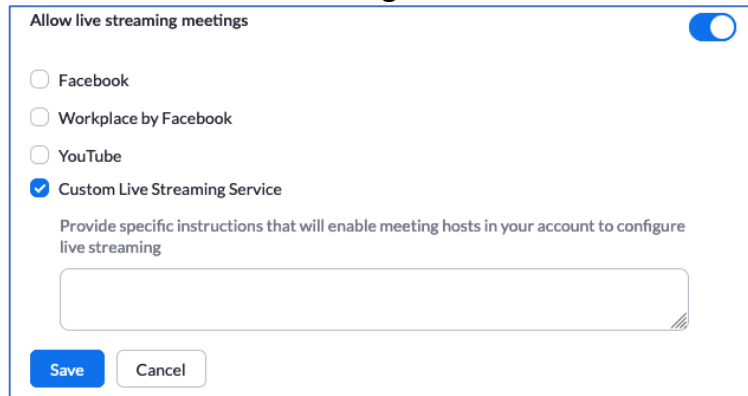 Allow live streaming meetings
Facebook
Workplace by Facebook
YouTube
Custom Live Streaming Service
Provide specific instructions that will enable meeting hosts in your account to configure
live streaming
Save Cancel